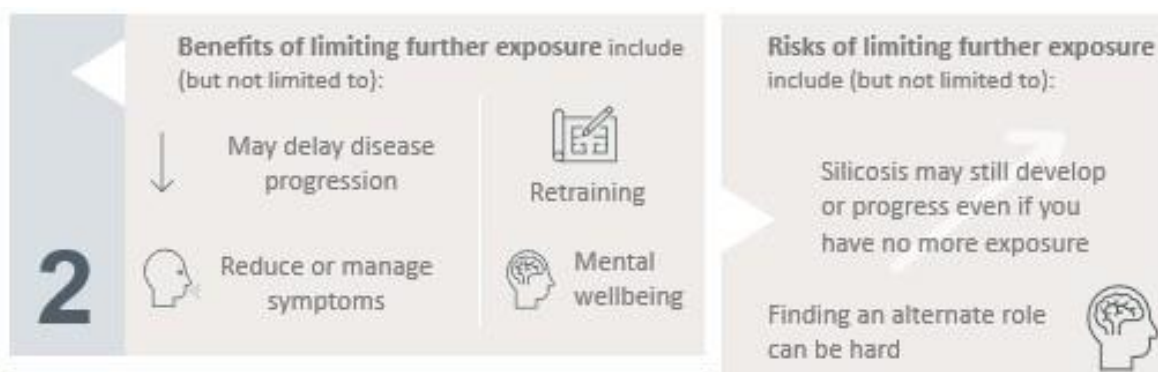 2
Benefits of limiting further exposure include
(but not limited to):
May delay disease
progression
Reduce or manage
symptoms
Retraining
Mental
wellbeing
Risks of limiting further exposure
include (but not limited to):
Silicosis may still develop
or progress even if you
have no more exposure
Finding an alternate role
can be hard